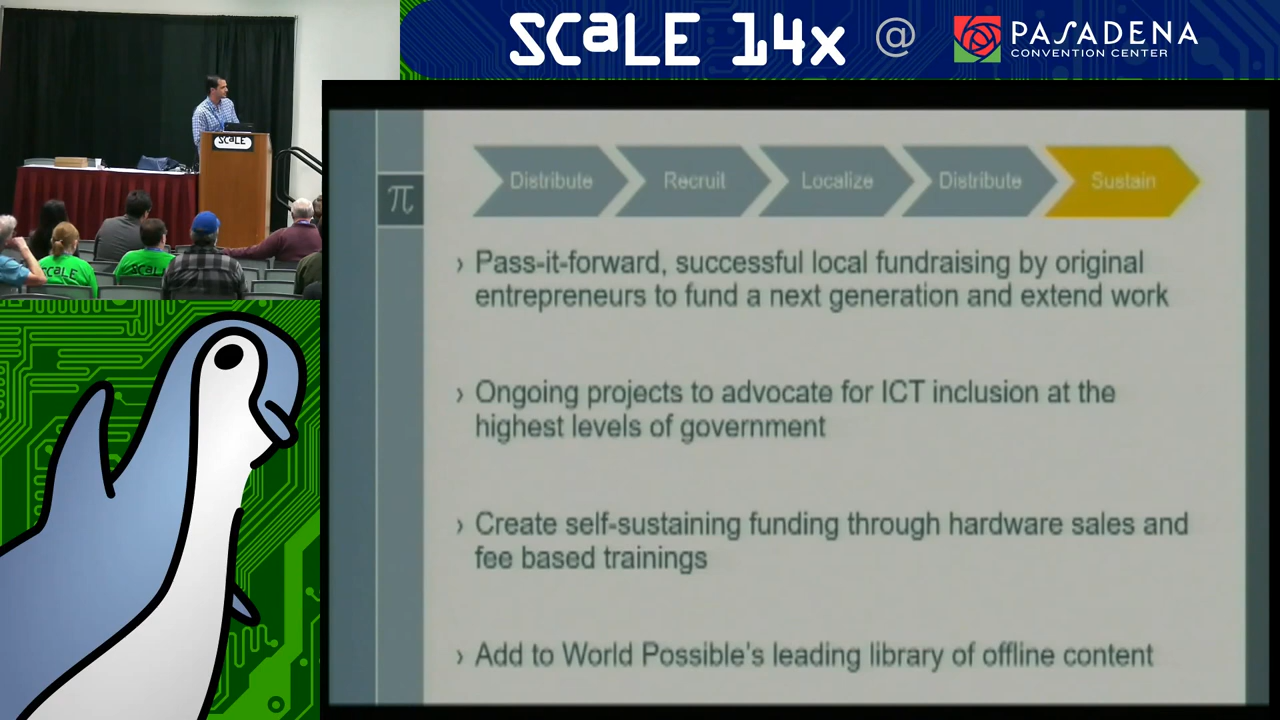 SCALE 14x @ PASADENA
CONVENTION CENTER
SCALE
SCALE
SCALE
π
Distribute Recruit Localize Distribute Sustain
› Pass-it-forward, successful local fundraising by original
entrepreneurs to fund a next generation and extend work
› Ongoing projects to advocate for ICT inclusion at the
highest levels of government
› Create self-sustaining funding through hardware sales and
fee based trainings
› Add to World Possible's leading library of offline content